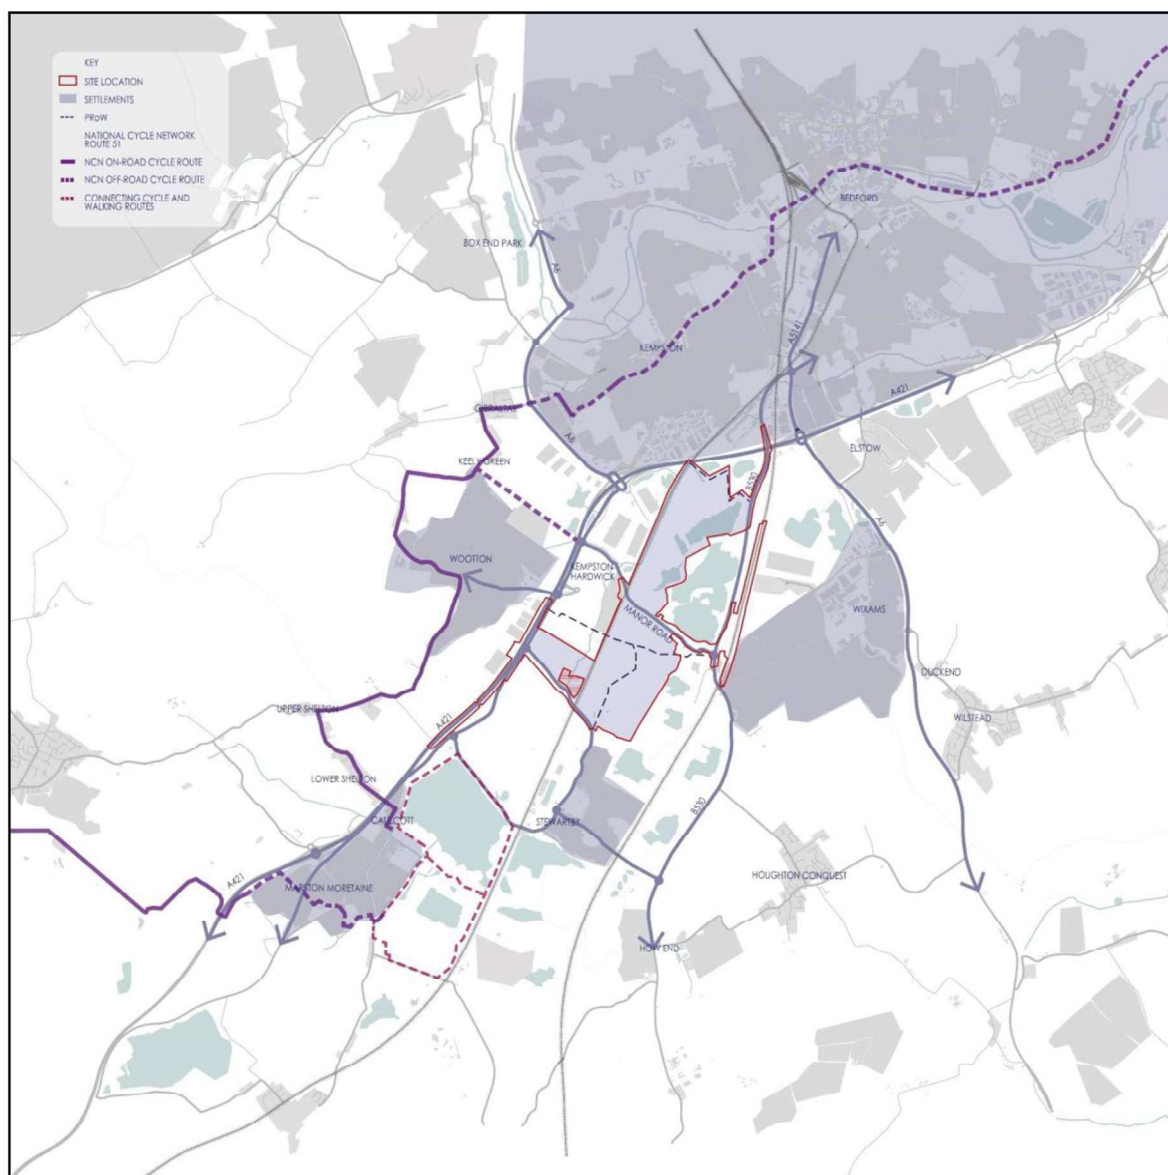 KEY
SITE LOCATION
SETTLEMENTS
PRoW
NATIONAL CYCLE NETWORK
ROUTE 51
NCN ON-ROAD CYCLE ROUTE
NCN OFF-ROAD CYCLE ROUTE
CONNECTING CYCLE AND
WALKING ROUTES
BEDFORD
BOX END PARK
A6
A5141
KEMPSTON
A421
GIBRALTAR
A6
ELSTOW
KEELY GREEN
B530
A6
WOOTTON
KEMPSTON
HARDWICK
MANOR ROAD
WIXAMS
DUCKEND
UPPER SHELTON
A421
WILSTEAD
LOWER SHELTON
B530
CAULCOTT
STEWARTBY
A421
MARSTON MORETAINE
HOUGHTON CONQUEST
HOW END